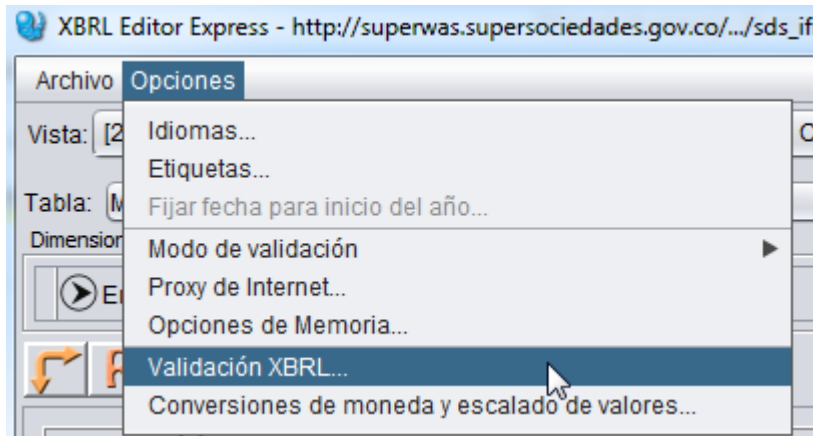 XBRL Editor Express - http://superwas.supersociedades.gov.co/.../sds_if
Archivo Opciones
Vista: [2
Idiomas...
Etiquetas...
Tabla:
Fijar fecha para inicio del año...
Dimension
Modo de validación
Proxy de Internet...
Opciones de Memoria...
Validación XBRL...
Conversiones de moneda y escalado de valores...